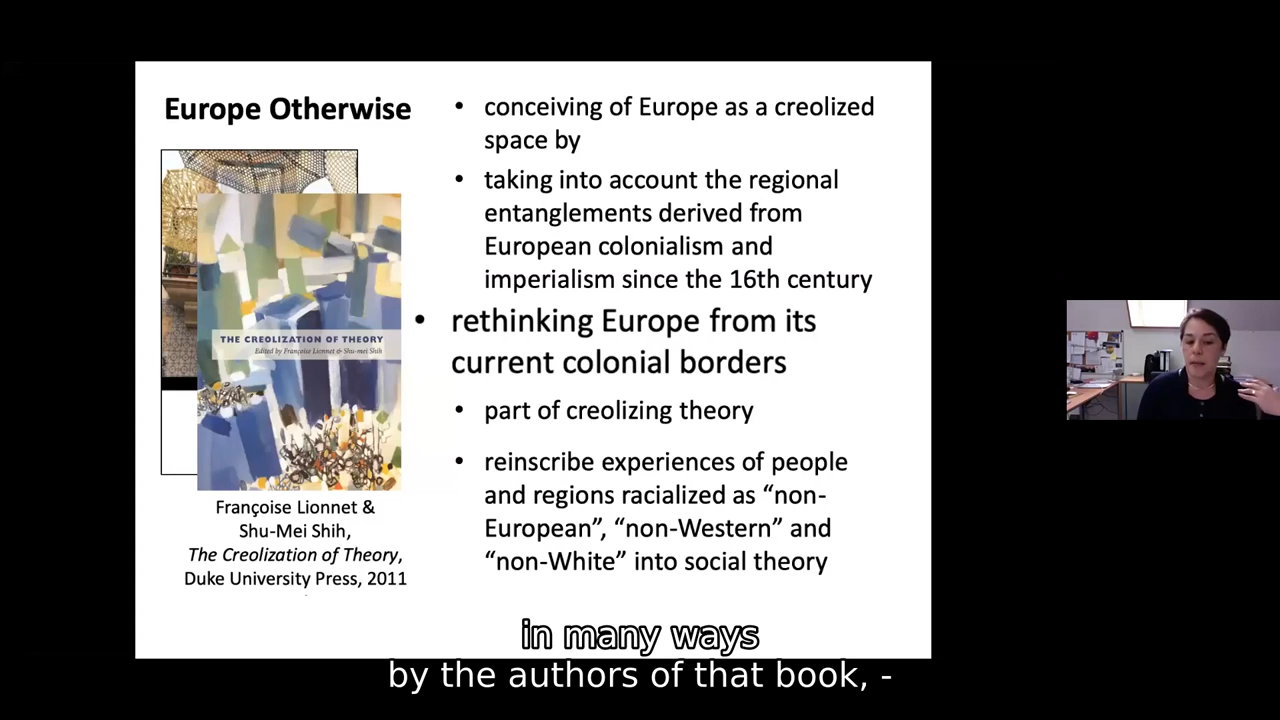 Europe Otherwise
THE CREOLIZATION OF THEORY
Edited by Françoise Lionnet & Shu-mei Shih
Françoise Lionnet &
Shu-Mei Shih,
The Creolization of Theory,
Duke University Press, 2011
• conceiving of Europe as a creolized
space by
• taking into account the regional
entanglements derived from
European colonialism and
imperialism since the 16th century
• rethinking Europe from its
current colonial borders
• part of creolizing theory
• reinscribe experiences of people
and regions racialized as “non-
European”, “non-Western” and
“non-White” into social theory
in many ways
by the authors of that book, -